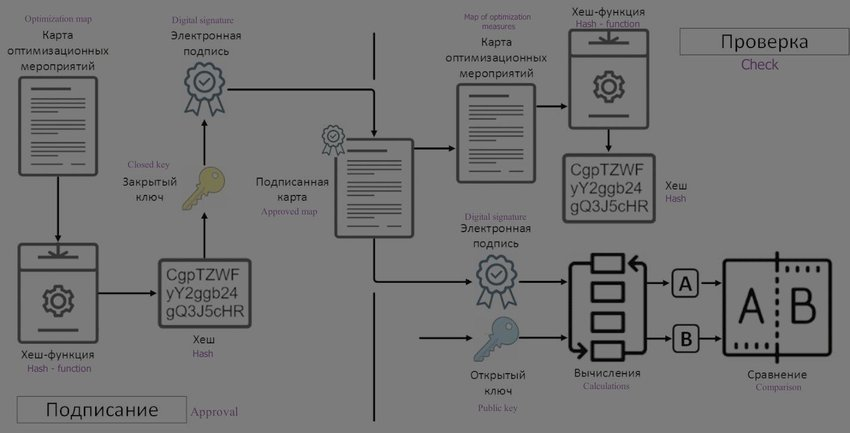 Optimization map
Карта
оптимизационных
мероприятий
Digital signature
Электронная
подпись
Closed key
Закрытый
ключ
Хеш-функция
Hash - function
CgpTZWF
yY2ggb24
gQ3J5cHR
Хеш
Hash
Подписание
Approval
Подписанная
карта
Approved map
Map of optimization
measures
Карта
оптимизационных
мероприятий
Хеш-функция
Hash - function
Проверка
Check
CgpTZWF
yY2ggb24
gQ3J5cHR
Хеш
Hash
Digital signature
Электронная
подпись
Открытый
ключ
Public key
Вычисления
Calculations
A
B
A B
Сравнение
Comparison